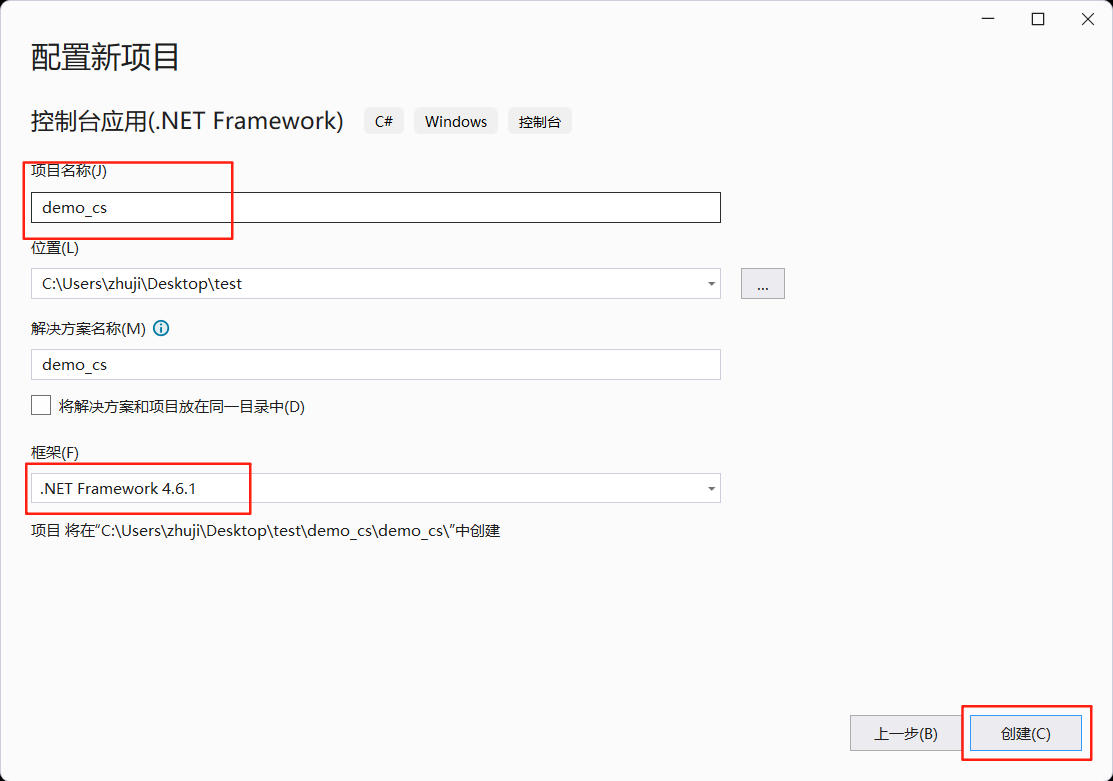 配置新项目
控制台应用(.NET Framework) C# Windows 控制台
项目名称(J)
demo_cs
位置(L)
C:\Users\zhuji\Desktop\test
...
解决方案名称(M)
demo_cs
将解决方案和项目放在同一目录中(D)
框架(F)
.NET Framework 4.6.1
项目 将在“C:\Users\zhuji\Desktop\test\demo_cs\demo_cs\”中创建
上一步(B) 创建(C)